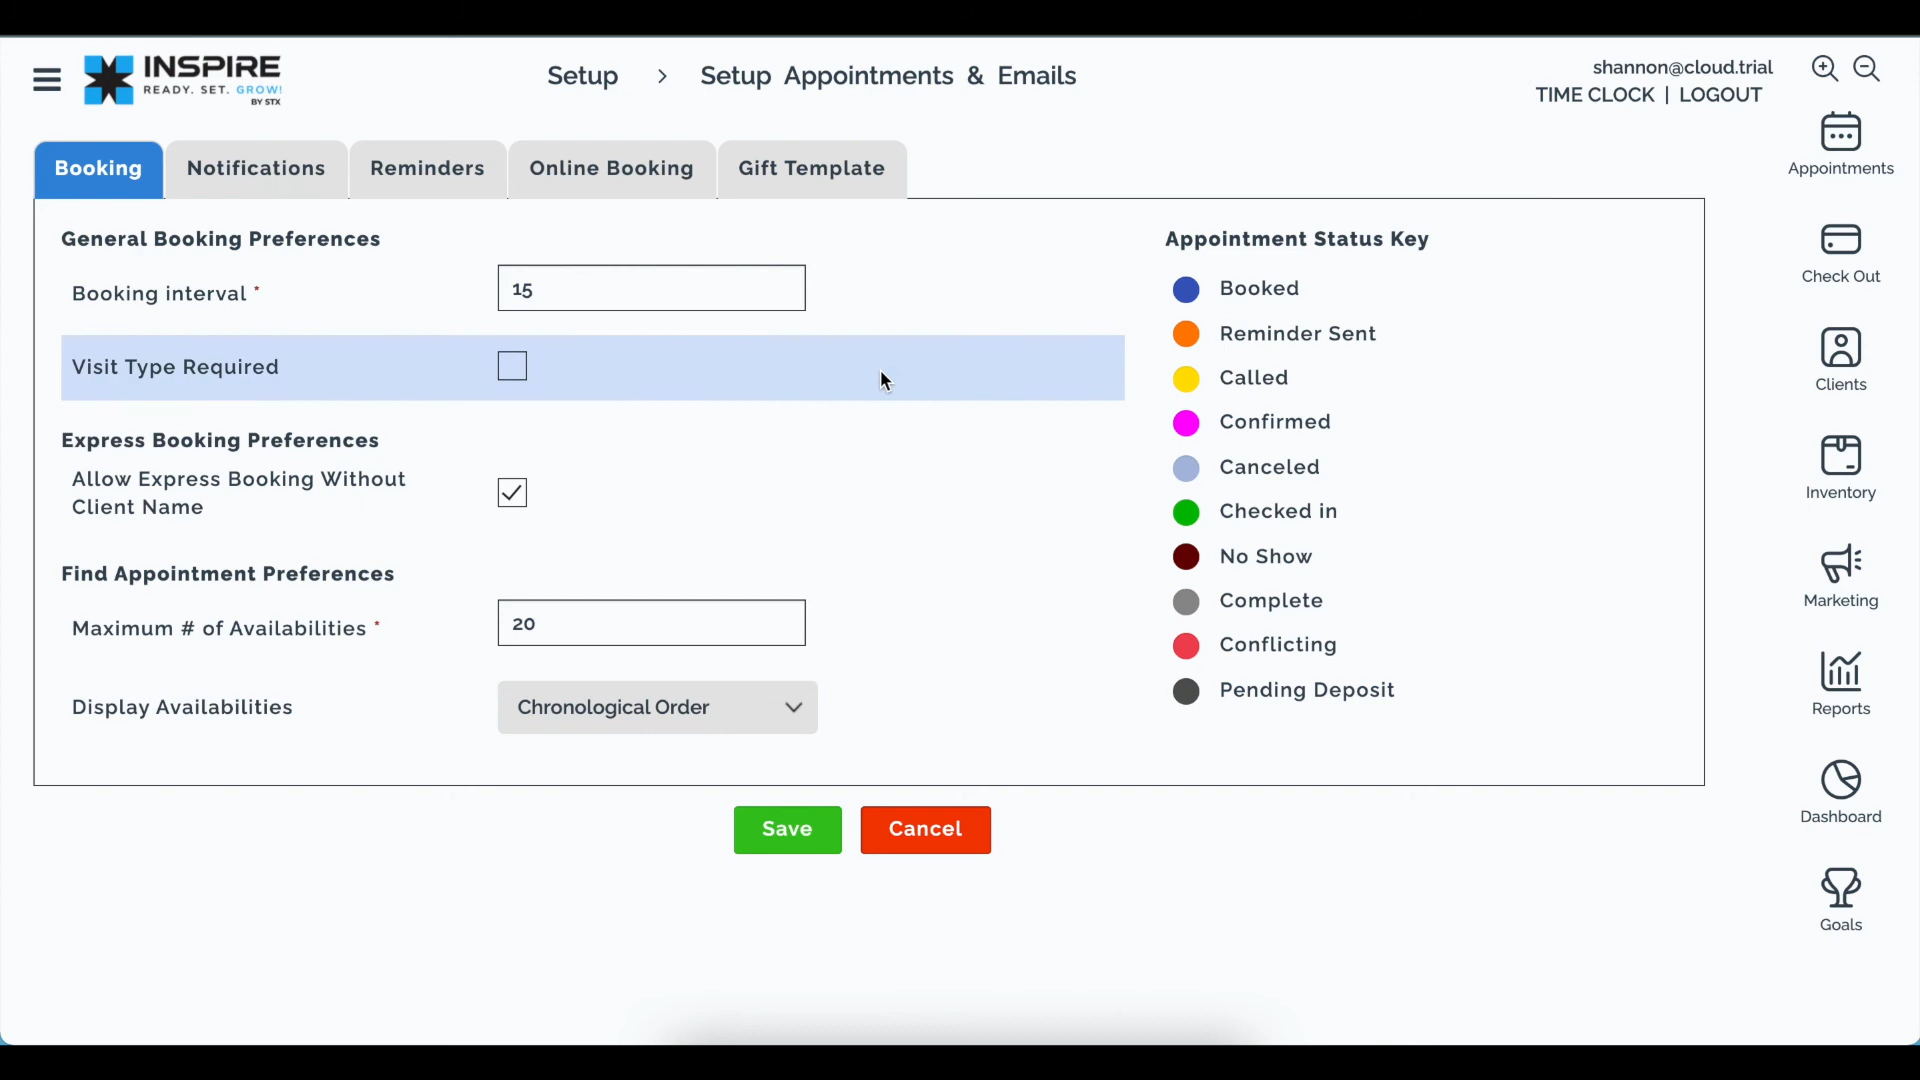 INSPIRE
READY. SET. GROW!
BY STX
Setup > Setup Appointments & Emails
shannon@cloud.trial
TIME CLOCK | LOGOUT
Booking
Notifications
Reminders
Online Booking
Gift Template
General Booking Preferences
Booking interval *
15
Visit Type Required
Express Booking Preferences
Allow Express Booking Without
Client Name
Find Appointment Preferences
Maximum # of Availabilities *
20
Display Availabilities
Chronological Order
Appointment Status Key
Booked
Reminder Sent
Called
Confirmed
Canceled
Checked in
No Show
Complete
Conflicting
Pending Deposit
Save
Cancel
Appointments
Check Out
Clients
Inventory
Marketing
Reports
Dashboard
Goals